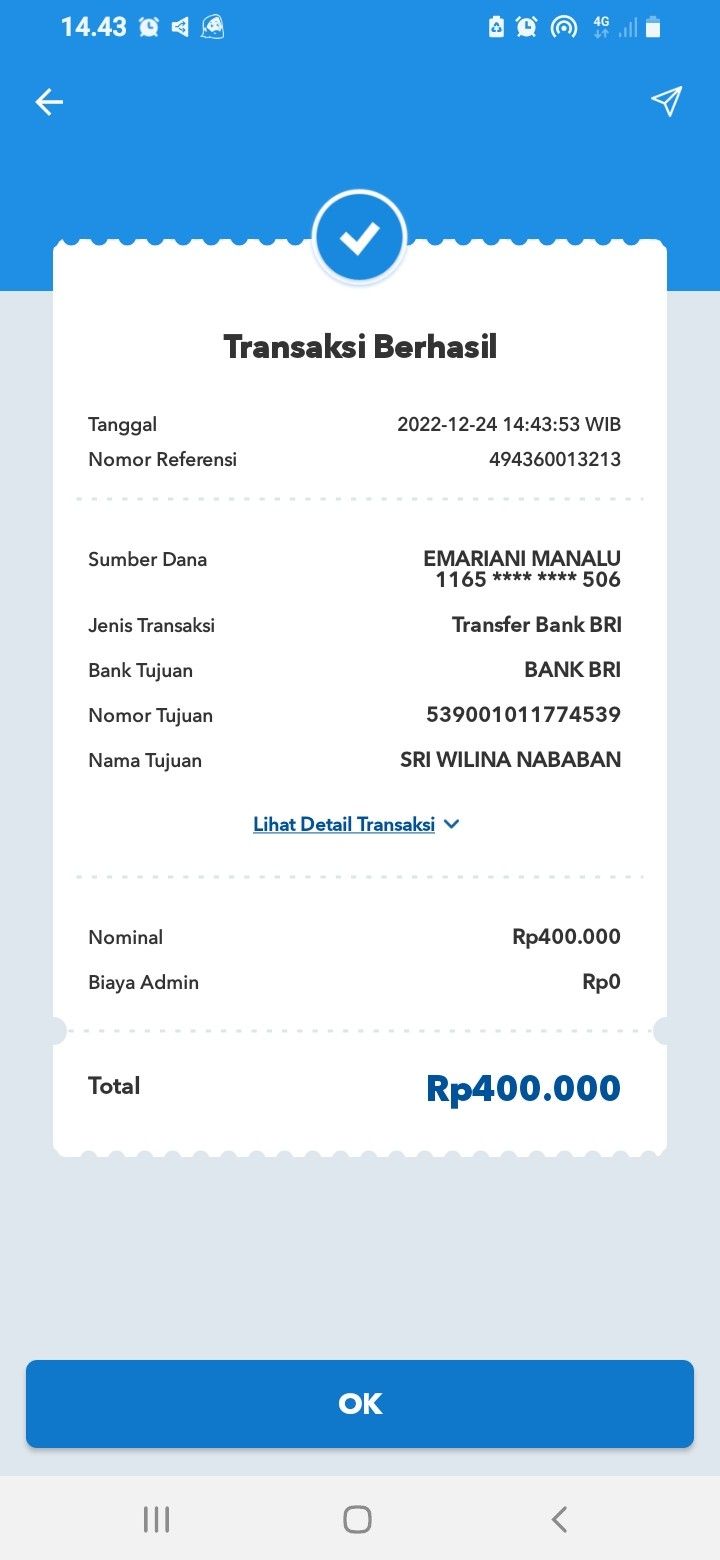 14.43
4G
Transaksi Berhasil
Tanggal 2022-12-24 14:43:53 WIB
Nomor Referensi 494360013213
Sumber Dana EMARIANI MANALU
1165 **** **** 506
Jenis Transaksi Transfer Bank BRI
Bank Tujuan BANK BRI
Nomor Tujuan 539001011774539
Nama Tujuan SRI WILINA NABABAN
Lihat Detail Transaksi
Nominal Rp400.000
Biaya Admin Rp0
Total Rp400.000
OK